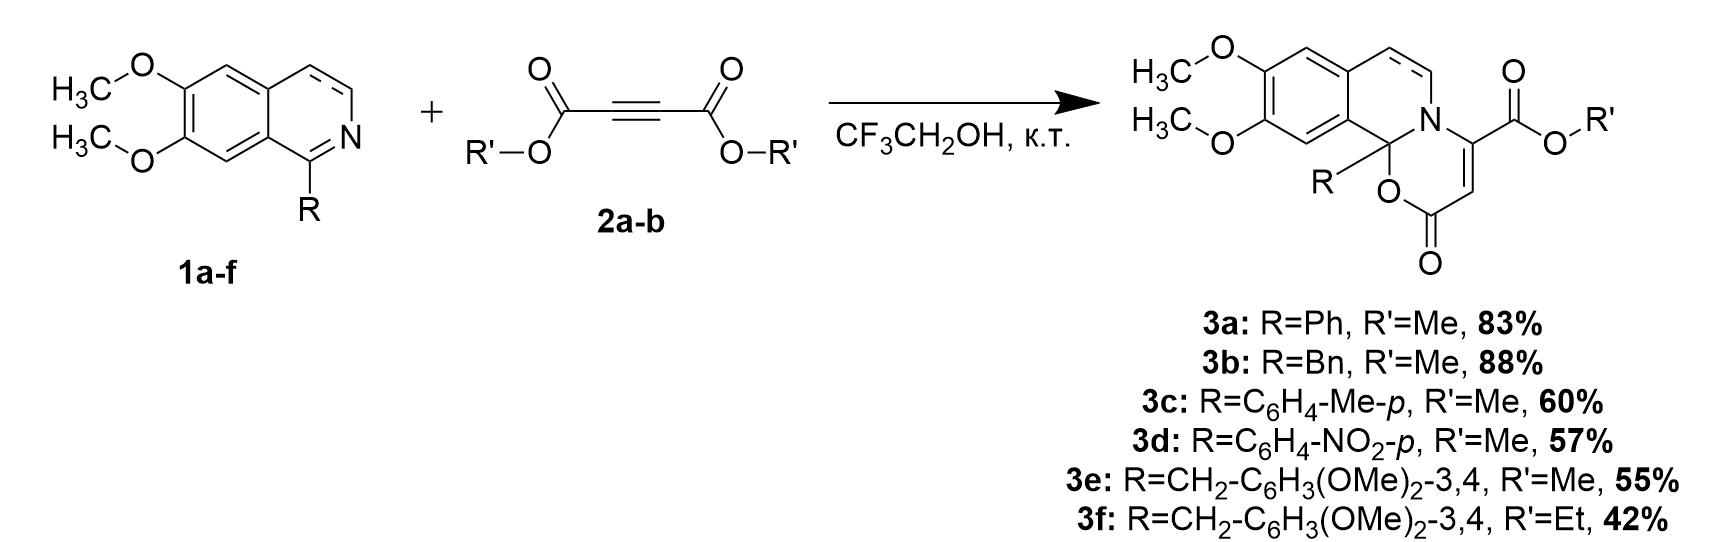 H₃C O
H₃C O
N
R
1a-f
+
O O
R'–O O–R'
2a-b
CF₃CH₂OH, к.т.
H₃C O
H₃C O
N
O
O R'
R
O
O
3a: R=Ph, R'=Me, 83%
3b: R=Bn, R'=Me, 88%
3c: R=C₆H₄-Me-p, R'=Me, 60%
3d: R=C₆H₄-NO₂-p, R'=Me, 57%
3e: R=CH₂-C₆H₃(OMe)₂-3,4, R'=Me, 55%
3f: R=CH₂-C₆H₃(OMe)₂-3,4, R'=Et, 42%